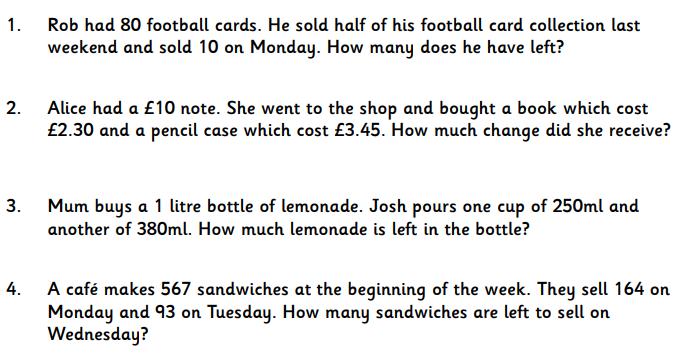 1. Rob had 80 football cards. He sold half of his football card collection last
weekend and sold 10 on Monday. How many does he have left?
2. Alice had a £10 note. She went to the shop and bought a book which cost
£2.30 and a pencil case which cost £3.45. How much change did she receive?
3. Mum buys a 1 litre bottle of lemonade. Josh pours one cup of 250ml and
another of 380ml. How much lemonade is left in the bottle?
4. A café makes 567 sandwiches at the beginning of the week. They sell 164 on
Monday and 93 on Tuesday. How many sandwiches are left to sell on
Wednesday?